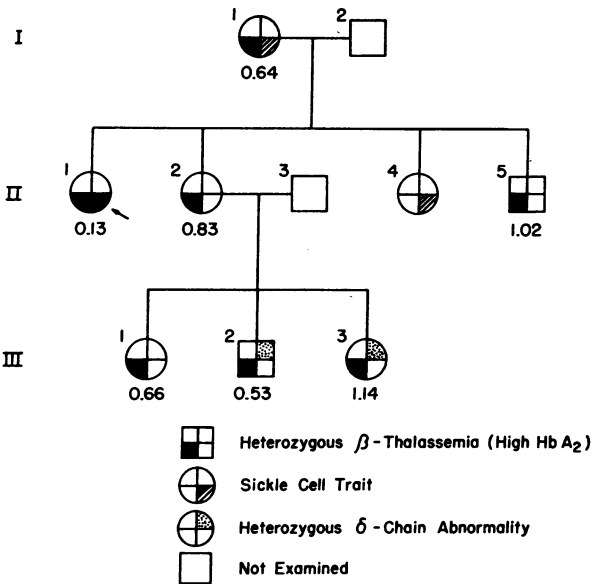 I
1 2
0.64
II
1 2 3 4 5
0.13 0.83 1.02
III
1 2 3
0.66 0.53 1.14
Heterozygous β-Thalassemia (High Hb A₂)
Sickle Cell Trait
Heterozygous δ-Chain Abnormality
Not Examined